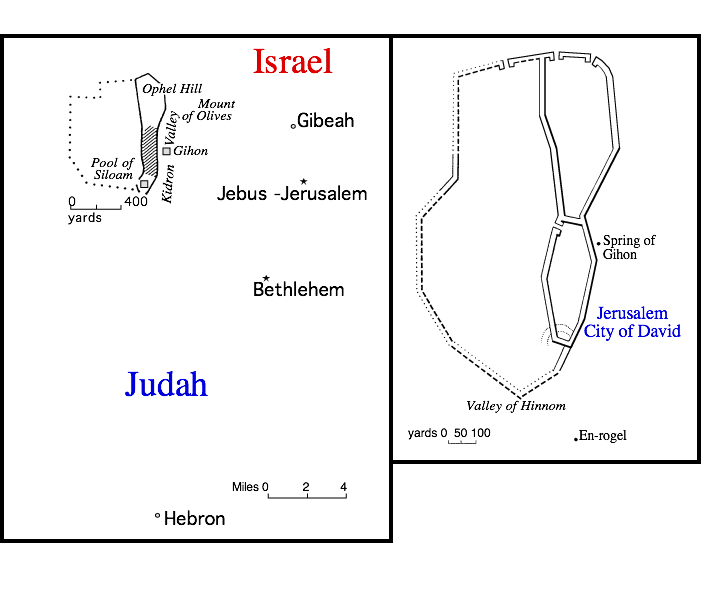 Israel
Ophel Hill
Mount
of Olives
Valley
Gibeah
Gihon
Pool of
Siloam
Kidron
Jebus -Jerusalem
0 400
yards
Bethlehem
Judah
Miles 0 2 4
Hebron
Spring of
Gihon
Jerusalem
City of David
Valley of Hinnom
yards 0 50 100
En-rogel